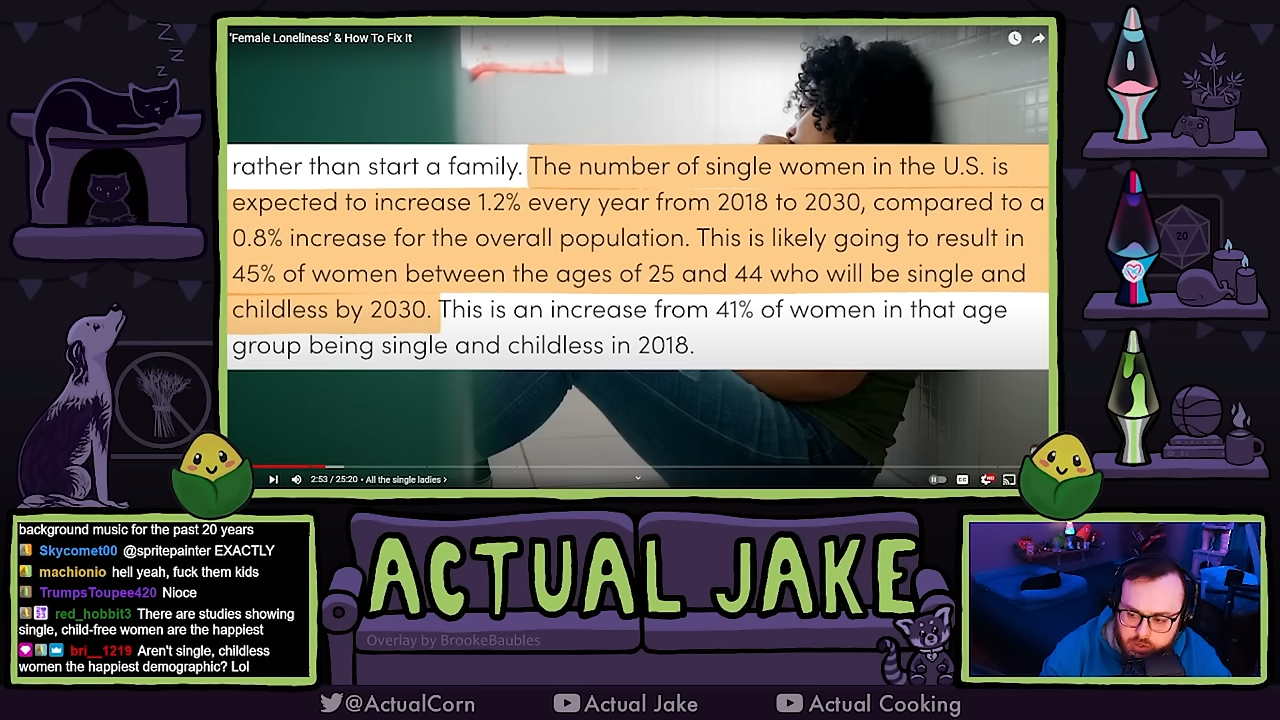 'Female Loneliness' & How To Fix It
rather than start a family. The number of single women in the U.S. is
expected to increase 1.2% every year from 2018 to 2030, compared to a
0.8% increase for the overall population. This is likely going to result in
45% of women between the ages of 25 and 44 who will be single and
childless by 2030. This is an increase from 41% of women in that age
group being single and childless in 2018.
2:53 / 25:20 • All the single ladies ›
Z
Z
Z
20
background music for the past 20 years
Skycomet00 @spritepainter EXACTLY
machionio hell yeah, fuck them kids
TrumpsToupee420 Nioce
red_hobbit3 There are studies showing
single, child-free women are the happiest
bri__1219 Aren't single, childless
women the happiest demographic? Lol
ACTUAL JAKE
Overlay by BrookeBaubles
@ActualCorn
Actual Jake
Actual Cooking